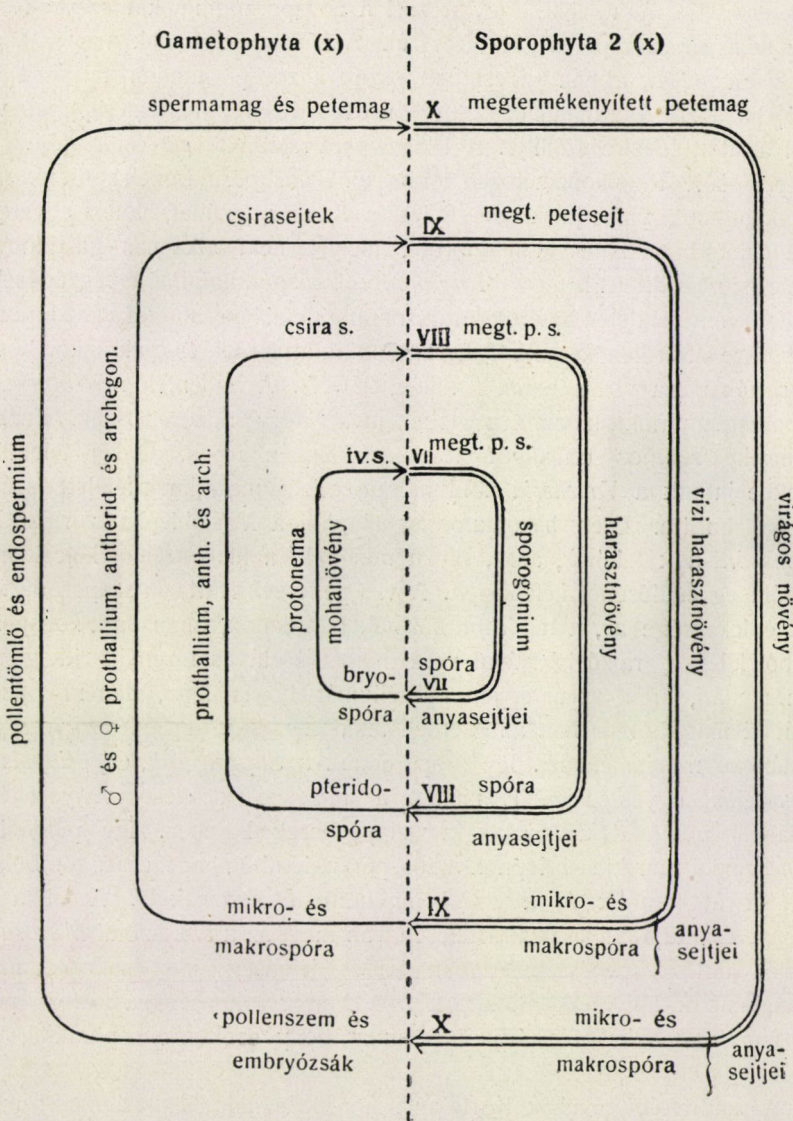 Gametophyta (x)
Sporophyta 2 (x)
spermamag és petemag
X
megtermékenyített petemag
csirasejtek
IX
megt. petesejt
csira s.
VIII
megt. p. s.
iv. s.
VII
megt. p. s.
pollentömlő és endospermium
♂ és ♀ prothallium, antherid. és archegon.
prothallium, anth. és arch.
protonema
mohanövény
sporogonium
harasztnövény
vizi harasztnövény
virágos növény
bryo-
spóra
spóra
VII
anyasejtjei
pterido-
spóra
VIII
spóra
anyasejtjei
mikro- és
makrospóra
IX
mikro- és
makrospóra
anya-
sejtjei
pollenszem és
embryózsák
X
mikro- és
makrospóra
anya-
sejtjei